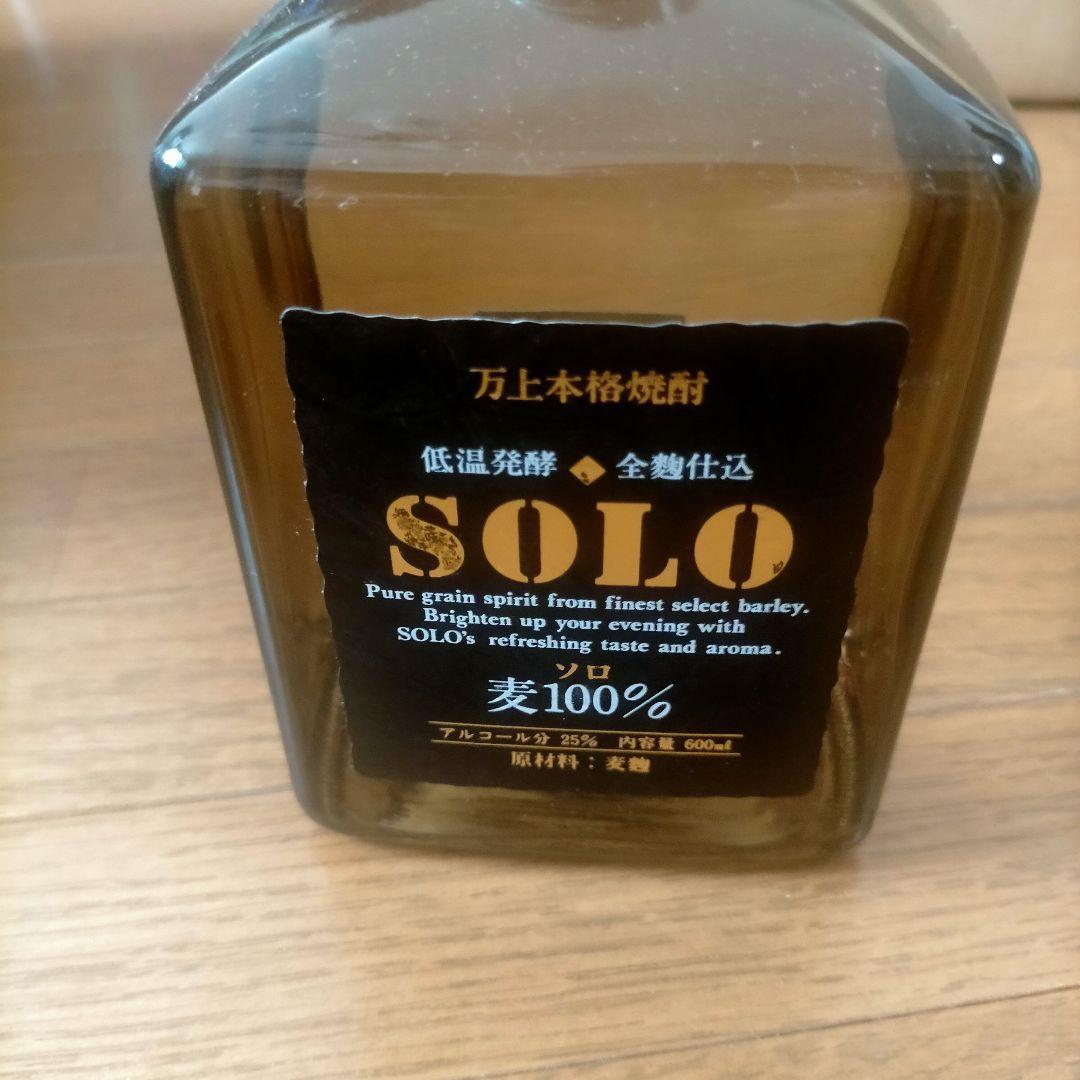 万上本格焼酎
低温発酵◆全麹仕込
SOLO
Pure grain spirit from finest select barley.
Brighten up your evening with
SOLO's refreshing taste and aroma.
ソロ
麦100%
アルコール分 25% 内容量 600ml
原材料:麦麹